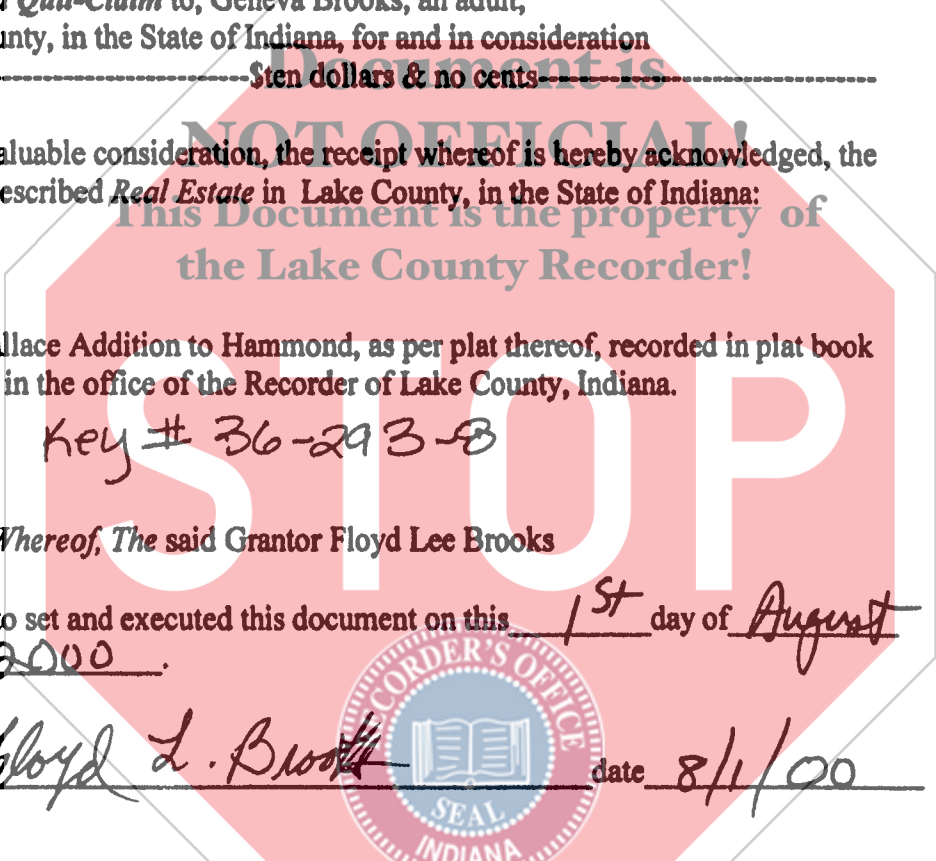 Quit-Claim to, Geneva Brooks, an adult,
unty, in the State of Indiana, for and in consideration
------------------------------$ten dollars & no cents------------------------------------------
Document is
NOT OFFICIAL!
aluable consideration, the receipt whereof is hereby acknowledged, the
escribed Real Estate in Lake County, in the State of Indiana:
This Document is the property of
the Lake County Recorder!
llace Addition to Hammond, as per plat thereof, recorded in plat book
in the office of the Recorder of Lake County, Indiana.
Key # 36-293-8
STOP
Whereof, The said Grantor Floyd Lee Brooks
o set and executed this document on this 1st day of August
2000.
Floyd L. Brooks date 8/1/00
RECORDER'S OFFICE
SEAL
INDIANA